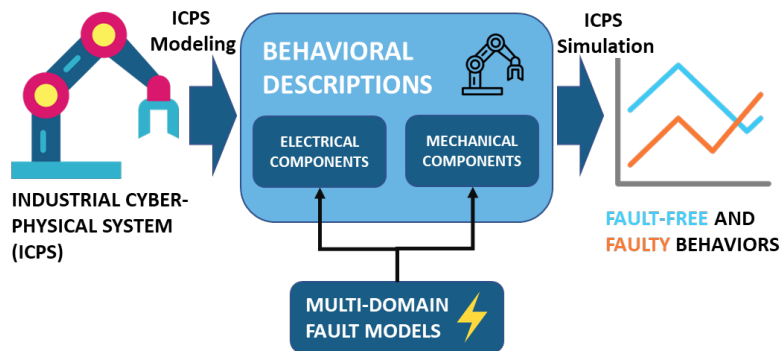 ICPS
Modeling
BEHAVIORAL
DESCRIPTIONS
ICPS
Simulation
ELECTRICAL
COMPONENTS
MECHANICAL
COMPONENTS
INDUSTRIAL CYBER-
PHYSICAL SYSTEM
(ICPS)
FAULT-FREE AND
FAULTY BEHAVIORS
MULTI-DOMAIN
FAULT MODELS